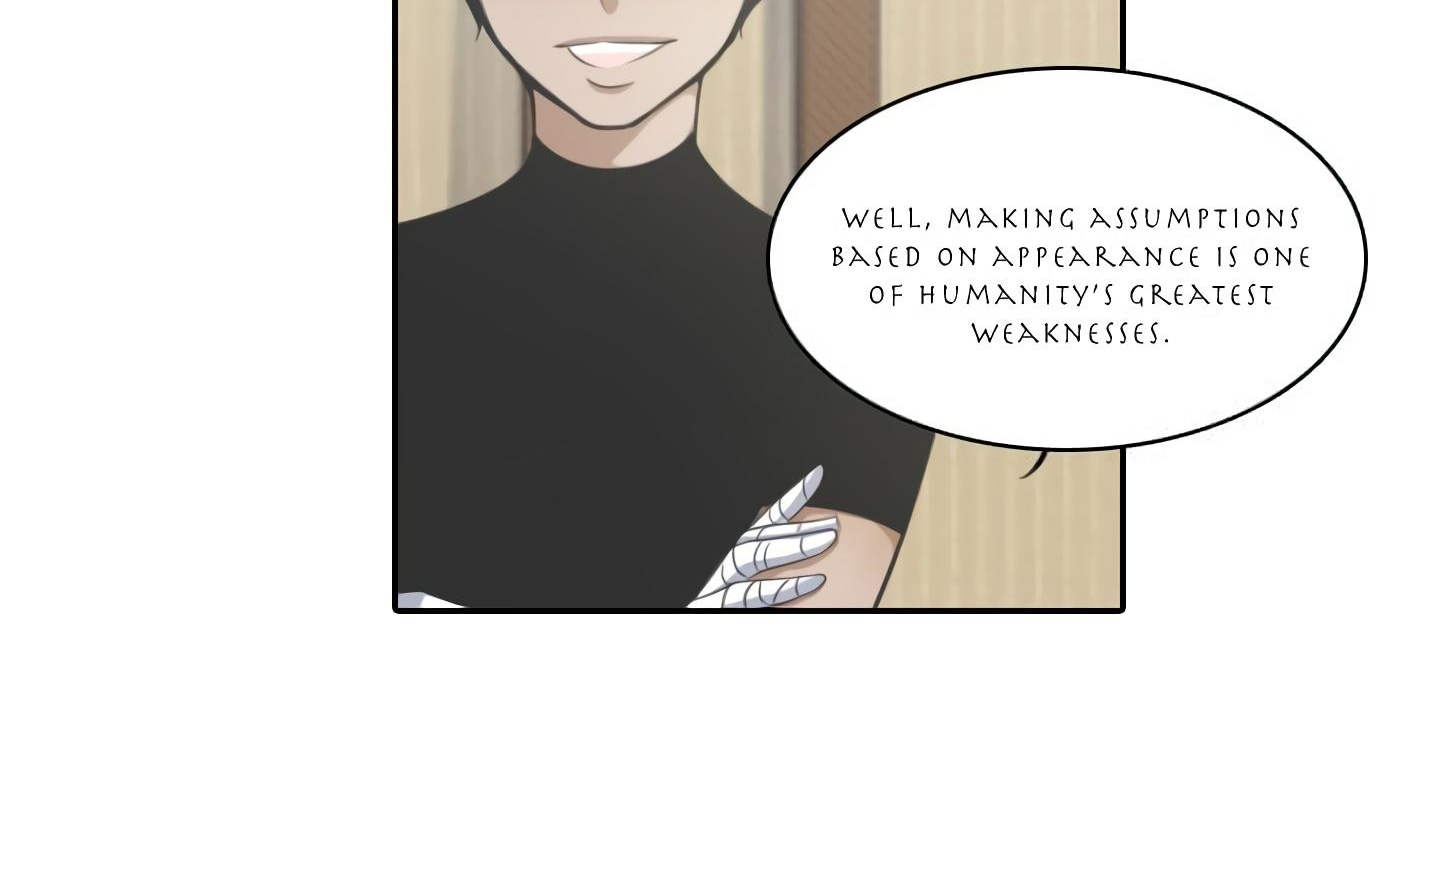 WELL, MAKING ASSUMPTIONS
BASED ON APPEARANCE IS ONE
OF HUMANITY'S GREATEST
WEAKNESSES.